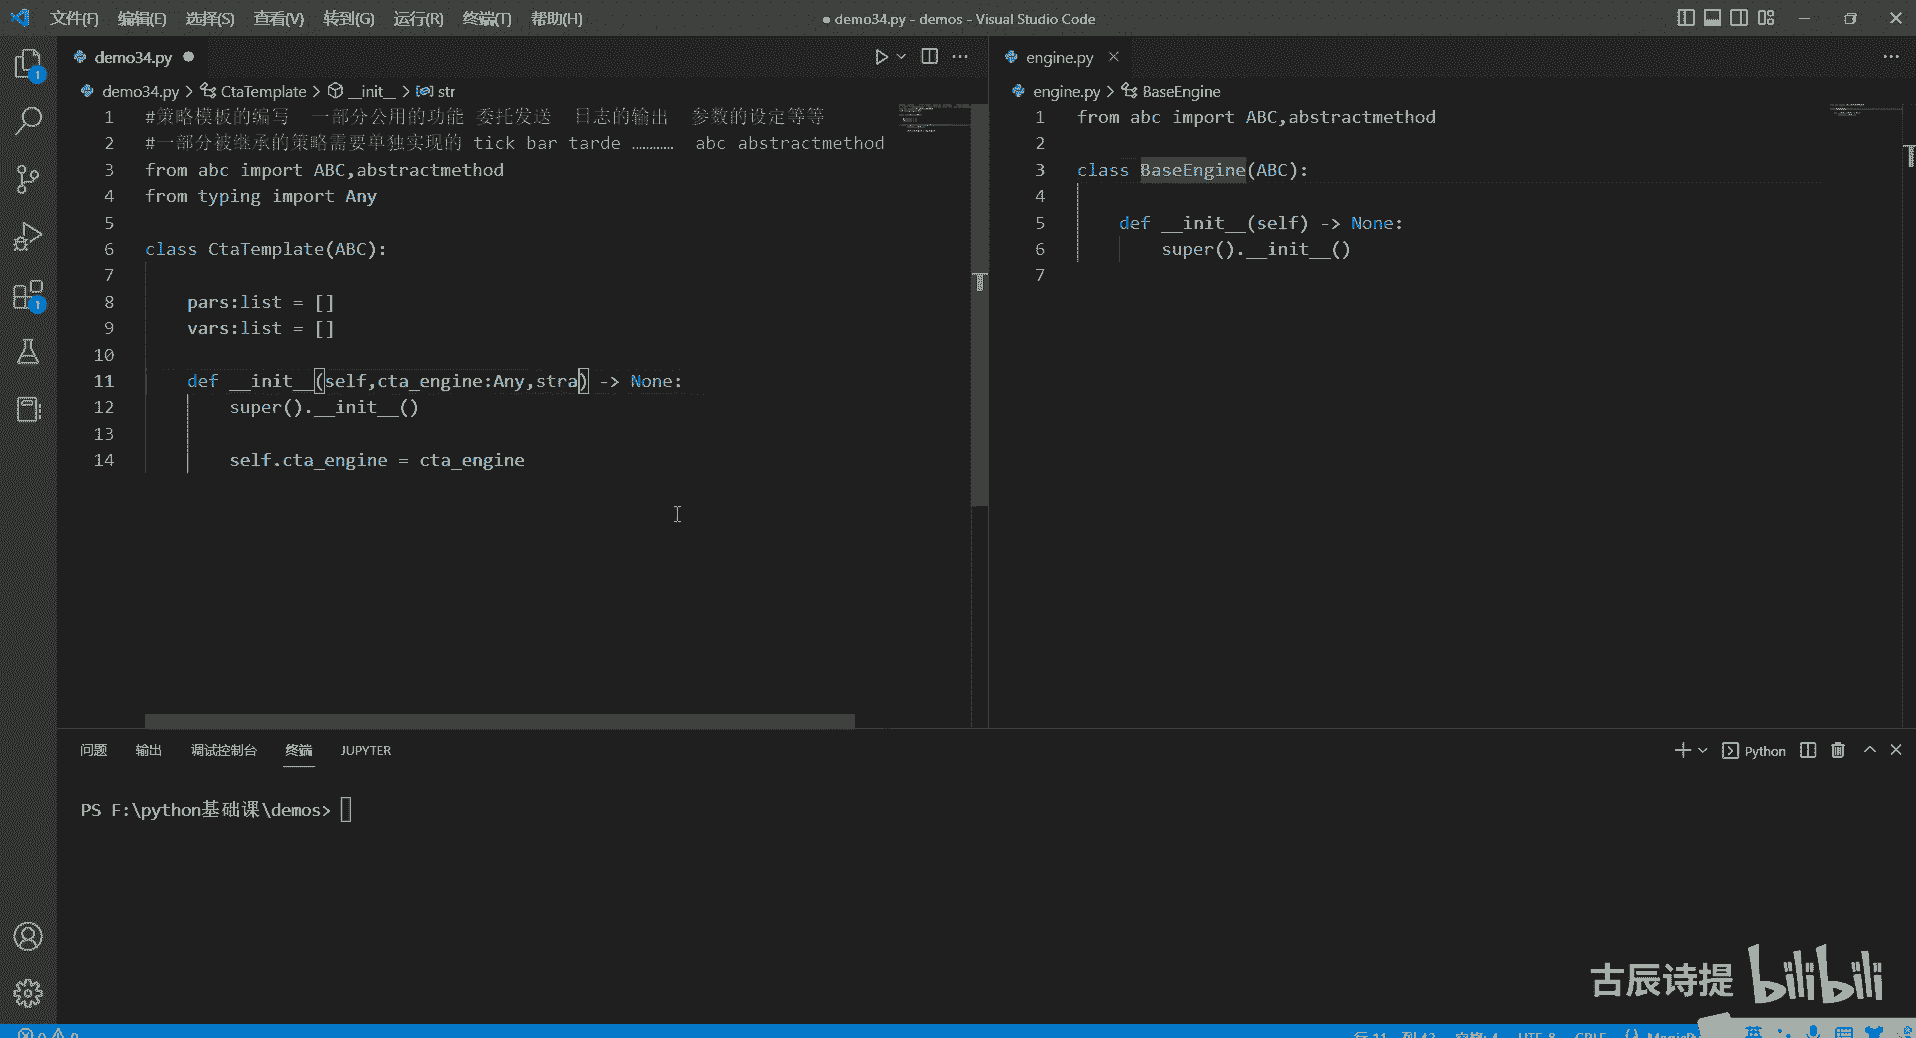 文件(F) 编辑(E) 选择(S) 查看(V) 转到(G) 运行(R) 终端(T) 帮助(H)
● demo34.py - demos - Visual Studio Code
demo34.py
demo34.py > CtaTemplate > __init__ > str
1 #策略模板的编写 一部分公用的功能 委托发送 日志的输出 参数的设定等等
2 #一部分被继承的策略需要单独实现的 tick bar tarde ………… abc abstractmethod
3 from abc import ABC,abstractmethod
4 from typing import Any
5
6 class CtaTemplate(ABC):
7
8 pars:list = []
9 vars:list = []
10
11 def __init__(self,cta_engine:Any,stra) -> None:
12 super().__init__()
13
14 self.cta_engine = cta_engine
engine.py
engine.py > BaseEngine
1 from abc import ABC,abstractmethod
2
3 class BaseEngine(ABC):
4
5 def __init__(self) -> None:
6 super().__init__()
7
问题 输出 调试控制台 终端 JUPYTER
Python
PS F:\python基础课\demos>
古辰诗提 bilibili